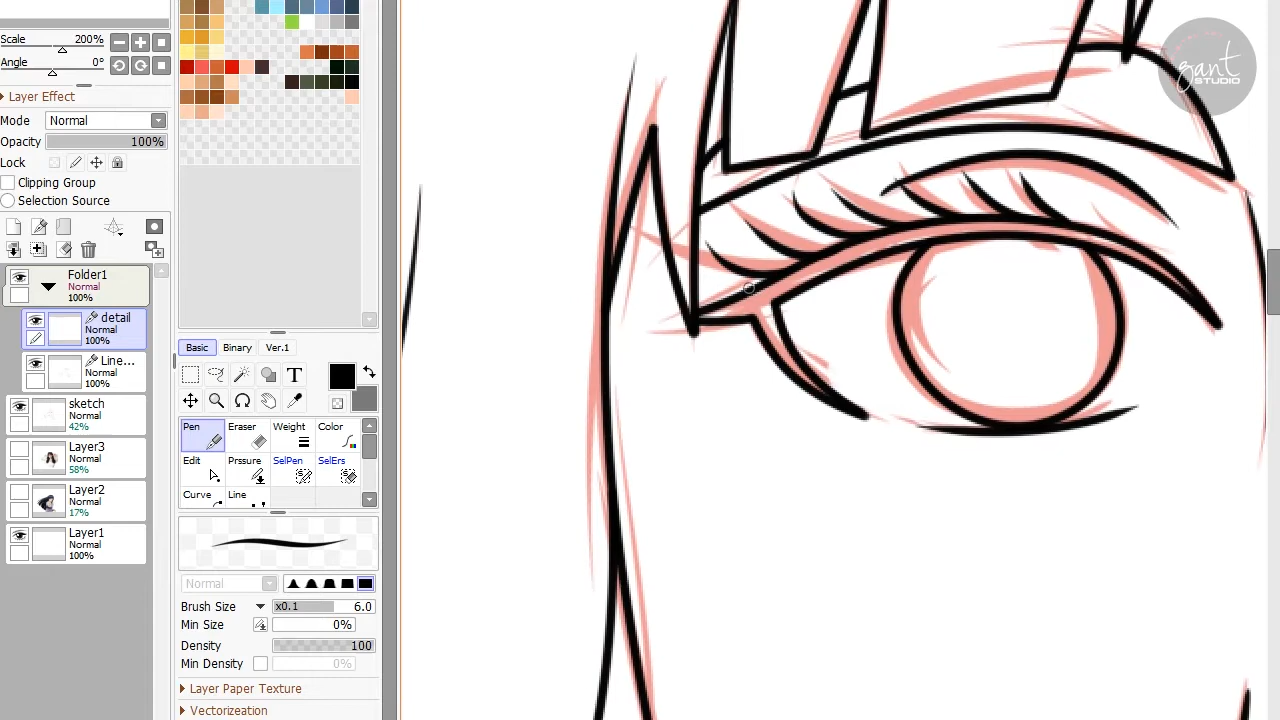 Scale 200%
Angle 0°
Layer Effect
Mode Normal
Opacity 100%
Lock
Clipping Group
Selection Source
Folder1
Normal
100%
detail
Normal
100%
Line...
Normal
100%
sketch
Normal
42%
Layer3
Normal
58%
Layer2
Normal
17%
Layer1
Normal
100%
Basic Binary Ver.1
T
Pen Eraser Weight Color
Edit Prssure SelPen SelErs
Curve Line
Normal
Brush Size x0.1 6.0
Min Size 0%
Density 100
Min Density 0%
Layer Paper Texture
Vectorizeation
gant
STUDIO